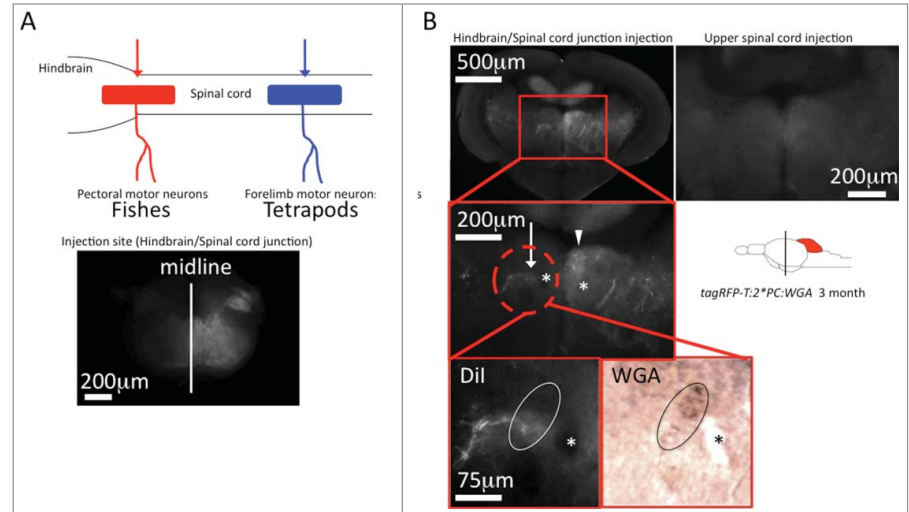 A
Hindbrain
Spinal cord
Pectoral motor neurons
Fishes
Forelimb motor neuron:
Tetrapods
s
Injection site (Hindbrain/Spinal cord junction)
midline
200μm
B
Hindbrain/Spinal cord junction injection
Upper spinal cord injection
500μm
200μm
200μm
*
*
tagRFP-T:2*PC:WGA 3 month
DiI
*
75μm
WGA
*